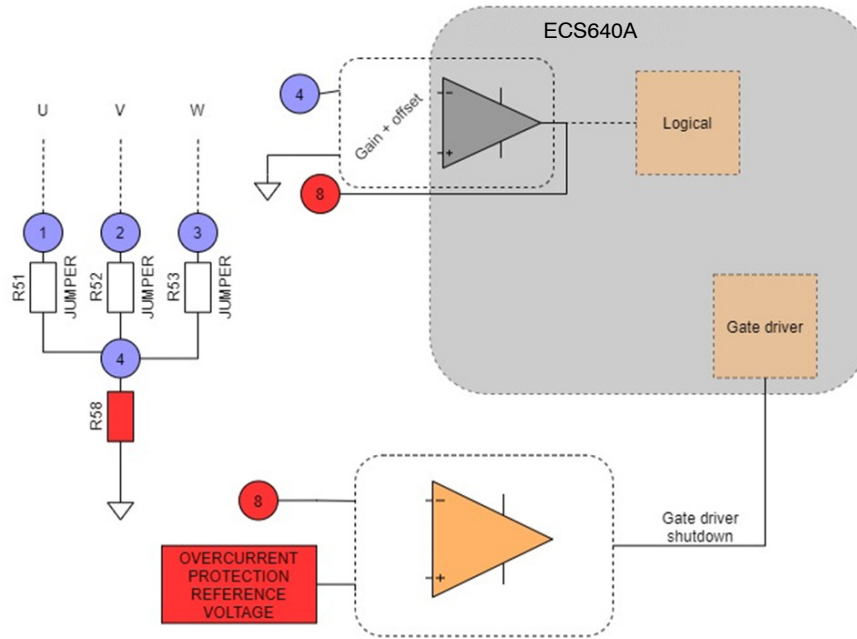 ECS640A
4
Gain + offset
-
+
Logical
8
U
V
W
1
2
3
R51
JUMPER
R52
JUMPER
R53
JUMPER
4
R58
Gate driver
8
-
+
OVERCURRENT
PROTECTION
REFERENCE
VOLTAGE
Gate driver
shutdown